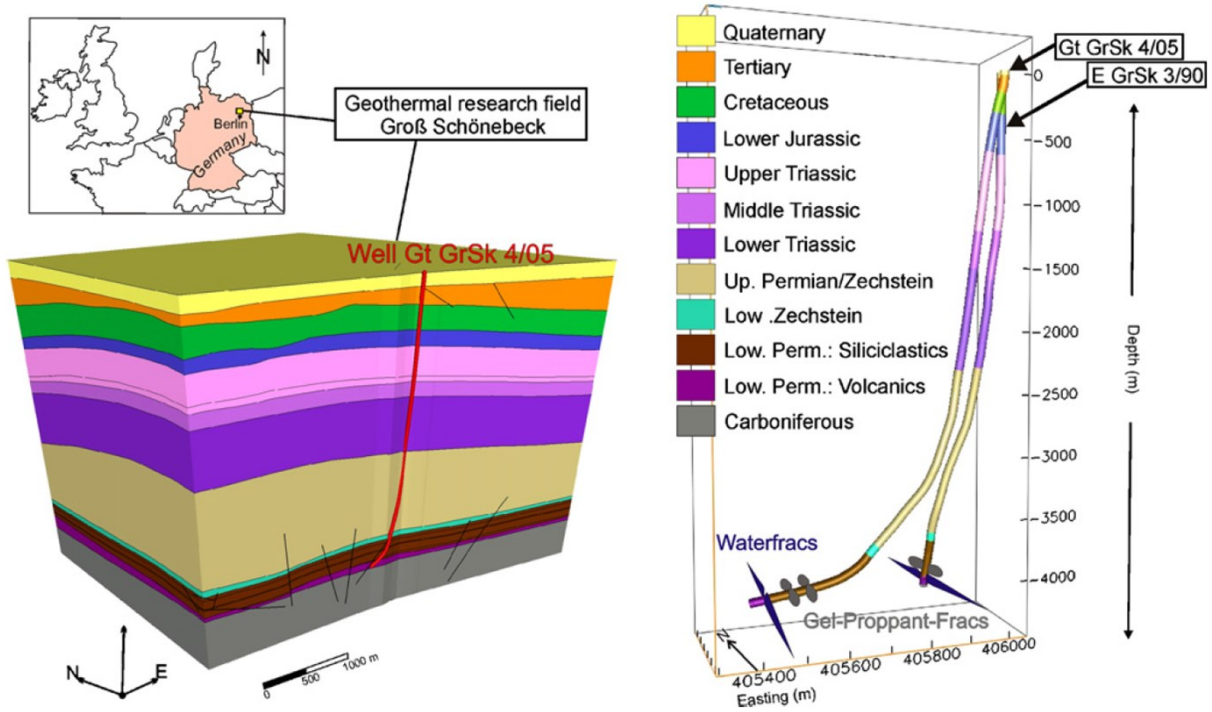 N
Berlin
Germany
Geothermal research field
Groß Schönebeck
Well Gt GrSk 4/05
N
E
0
500
1000 m
Quaternary
Tertiary
Cretaceous
Lower Jurassic
Upper Triassic
Middle Triassic
Lower Triassic
Up. Permian/Zechstein
Low .Zechstein
Low. Perm.: Siliciclastics
Low. Perm.: Volcanics
Carboniferous
Gt GrSk 4/05
E GrSk 3/90
0
-500
-1000
-1500
-2000
-2500
-3000
-3500
-4000
Depth (m)
Waterfracs
Gel-Proppant-Fracs
N
405400
405600
405800
406000
Easting (m)